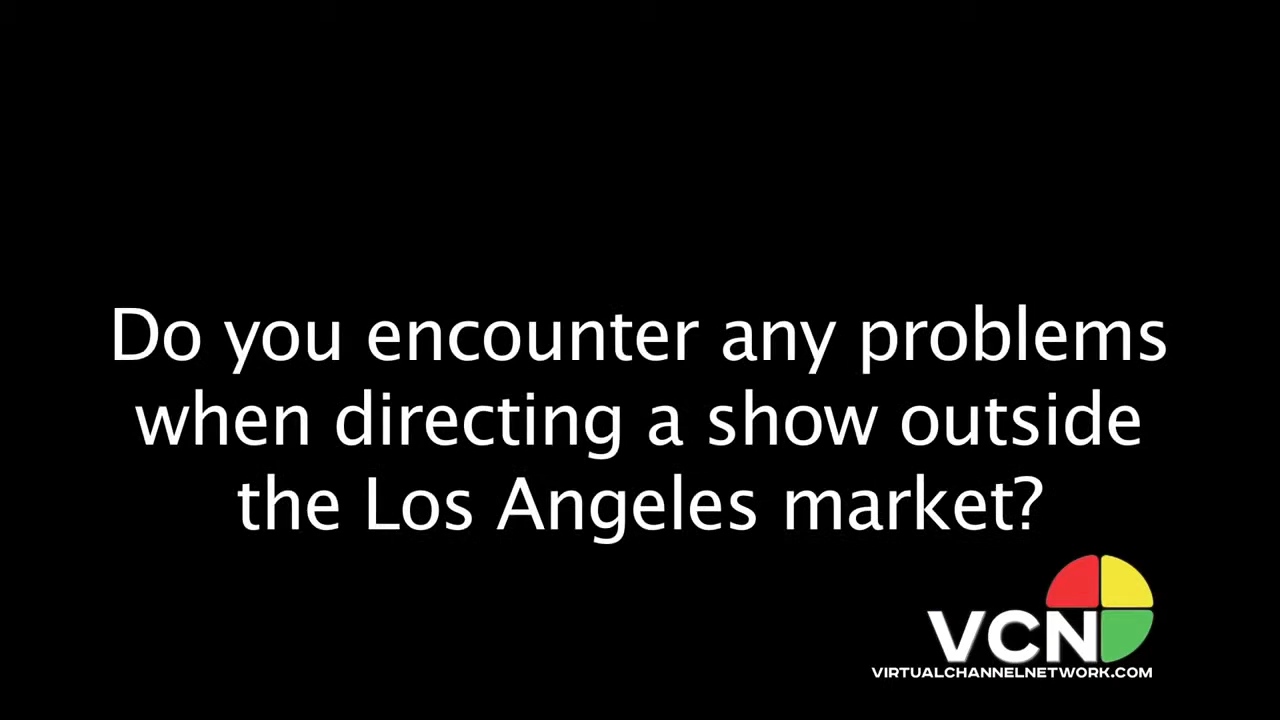 Do you encounter any problems
when directing a show outside
the Los Angeles market?
VCN
VIRTUALCHANNELNETWORK.COM